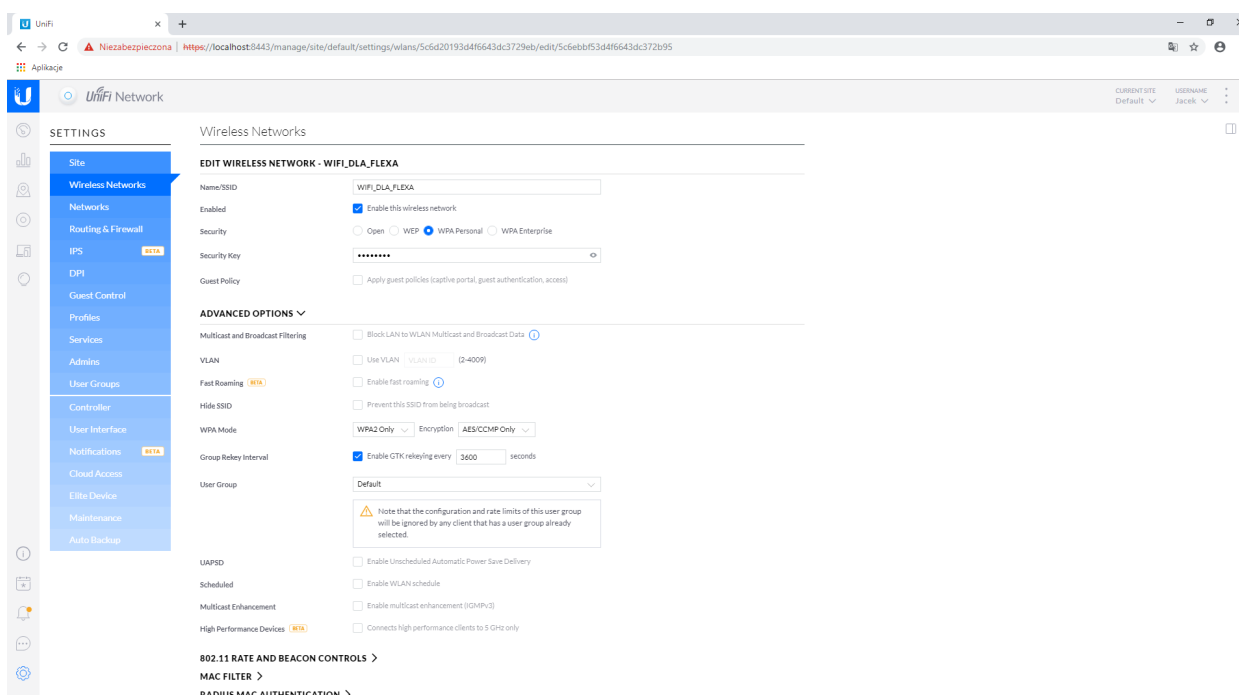 UniFi
Niezabezpieczona | https://localhost:8443/manage/site/default/settings/wlans/5c6d20193d4f6643dc3729eb/edit/5c6ebbf53d4f6643dc372b95
Aplikacje
UniFi Network
CURRENT SITE
Default
USERNAME
Jacek
SETTINGS
Site
Wireless Networks
Networks
Routing & Firewall
IPS BETA
DPI
Guest Control
Profiles
Services
Admins
User Groups
Controller
User Interface
Notifications BETA
Cloud Access
Elite Device
Maintenance
Auto Backup
Wireless Networks
EDIT WIRELESS NETWORK - WIFI_DLA_FLEXA
Name/SSID WIFI_DLA_FLEXA
Enabled Enable this wireless network
Security Open WEP WPA Personal WPA Enterprise
Security Key ••••••••
Guest Policy Apply guest policies (captive portal, guest authentication, access)
ADVANCED OPTIONS
Multicast and Broadcast Filtering Block LAN to WLAN Multicast and Broadcast Data
VLAN Use VLAN VLAN ID (2-4009)
Fast Roaming BETA Enable fast roaming
Hide SSID Prevent this SSID from being broadcast
WPA Mode WPA2 Only Encryption AES/CCMP Only
Group Rekey Interval Enable GTK rekeying every 3600 seconds
User Group Default
Note that the configuration and rate limits of this user group
will be ignored by any client that has a user group already
selected.
UAPSD Enable Unscheduled Automatic Power Save Delivery
Scheduled Enable WLAN schedule
Multicast Enhancement Enable multicast enhancement (IGMPv3)
High Performance Devices BETA Connects high performance clients to 5 GHz only
802.11 RATE AND BEACON CONTROLS
MAC FILTER
RADIUS MAC AUTHENTICATION